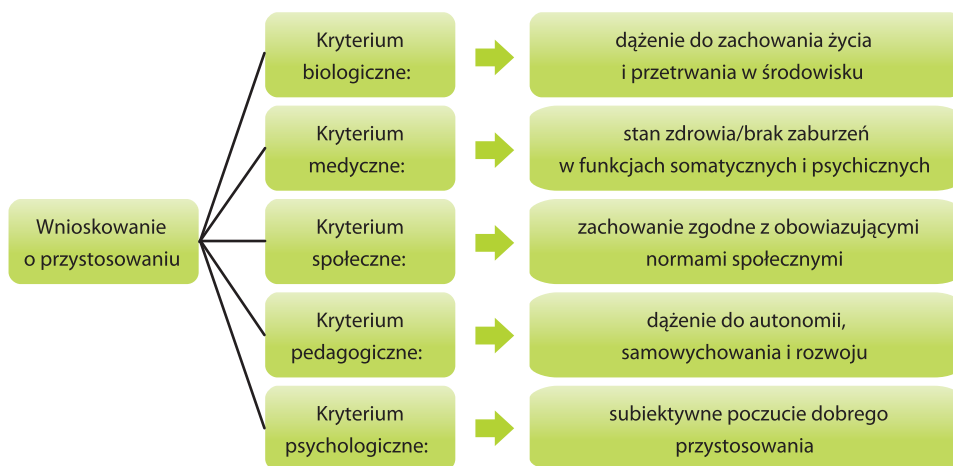 Kryterium
biologiczne:
dążenie do zachowania życia
i przetrwania w środowisku
Kryterium
medyczne:
stan zdrowia/brak zaburzeń
w funkcjach somatycznych i psychicznych
Wnioskowanie
o przystosowaniu
Kryterium
społeczne:
zachowanie zgodne z obowiazującymi
normami społecznymi
Kryterium
pedagogiczne:
dążenie do autonomii,
samowychowania i rozwoju
Kryterium
psychologiczne:
subiektywne poczucie dobrego
przystosowania